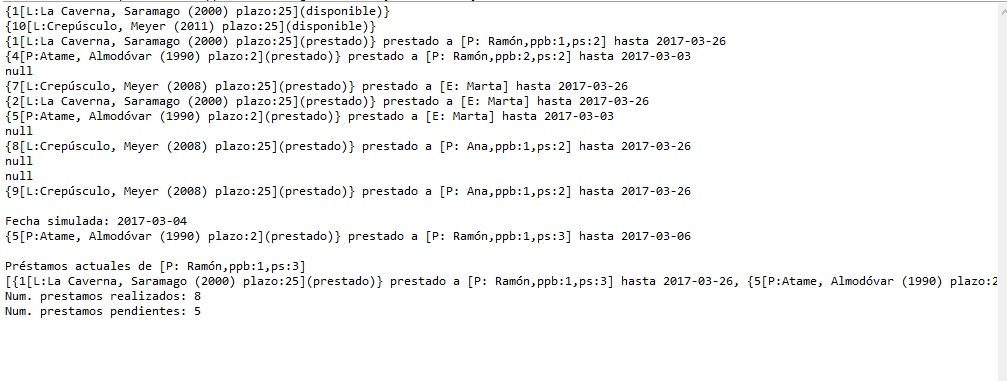 {1[L:La Caverna, Saramago (2000) plazo:25](disponible)}
{10[L:Crepúsculo, Meyer (2011) plazo:25](disponible)}
{1[L:La Caverna, Saramago (2000) plazo:25](prestado)} prestado a [P: Ramón,ppb:1,ps:2] hasta 2017-03-26
{4[P:Atame, Almodóvar (1990) plazo:2](prestado)} prestado a [P: Ramón,ppb:2,ps:2] hasta 2017-03-03
null
{7[L:Crepúsculo, Meyer (2008) plazo:25](prestado)} prestado a [E: Marta] hasta 2017-03-26
{2[L:La Caverna, Saramago (2000) plazo:25](prestado)} prestado a [E: Marta] hasta 2017-03-26
{5[P:Atame, Almodóvar (1990) plazo:2](prestado)} prestado a [E: Marta] hasta 2017-03-03
null
{8[L:Crepúsculo, Meyer (2008) plazo:25](prestado)} prestado a [P: Ana,ppb:1,ps:2] hasta 2017-03-26
null
null
{9[L:Crepúsculo, Meyer (2008) plazo:25](prestado)} prestado a [P: Ana,ppb:1,ps:2] hasta 2017-03-26

Fecha simulada: 2017-03-04
{5[P:Atame, Almodóvar (1990) plazo:2](prestado)} prestado a [P: Ramón,ppb:1,ps:3] hasta 2017-03-06

Préstamos actuales de [P: Ramón,ppb:1,ps:3]
[{1[L:La Caverna, Saramago (2000) plazo:25](prestado)} prestado a [P: Ramón,ppb:1,ps:3] hasta 2017-03-26, {5[P:Atame, Almodóvar (1990) plazo:2
Num. prestamos realizados: 8
Num. prestamos pendientes: 5